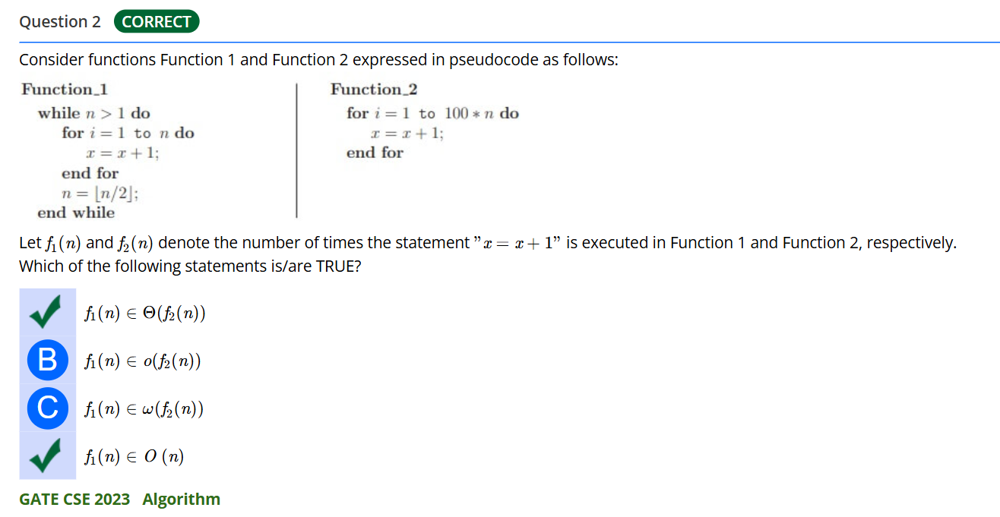 Question 2 CORRECT
Consider functions Function 1 and Function 2 expressed in pseudocode as follows:
Function_1
while n > 1 do
for i = 1 to n do
x = x + 1;
end for
n = ⌊n/2⌋;
end while
Function_2
for i = 1 to 100 * n do
x = x + 1;
end for
Let f₁(n) and f₂(n) denote the number of times the statement ” x = x + 1” is executed in Function 1 and Function 2, respectively.
Which of the following statements is/are TRUE?
f₁(n) ∈ Θ(f₂(n))
B f₁(n) ∈ o(f₂(n))
C f₁(n) ∈ ω(f₂(n))
f₁(n) ∈ O (n)
GATE CSE 2023 Algorithm